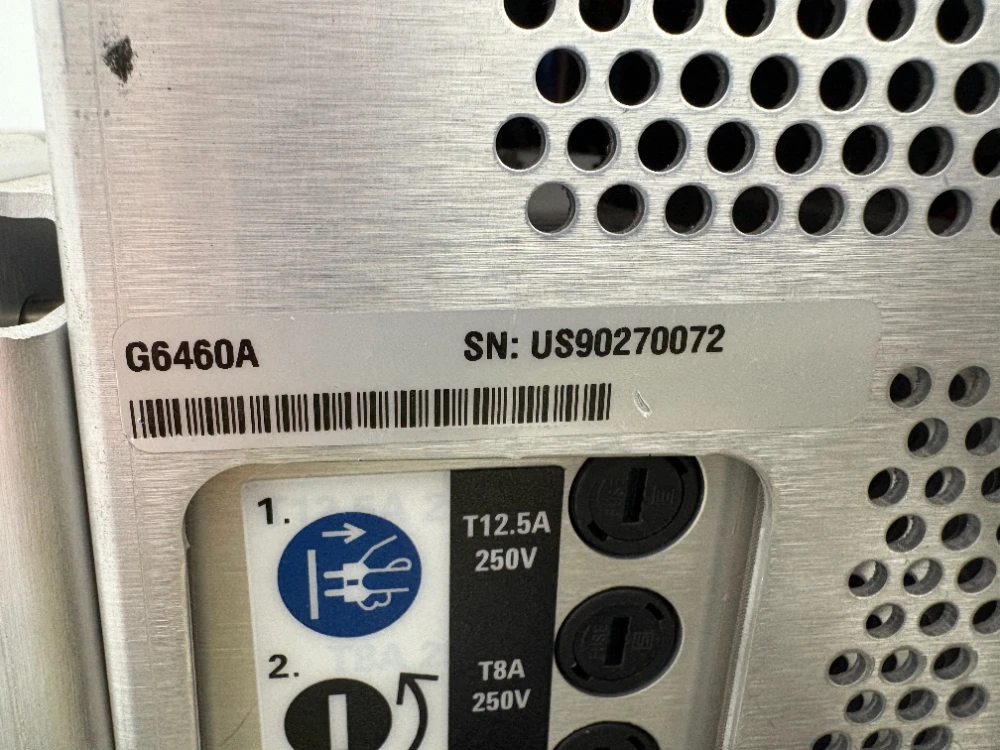 G6460A SN: US90270072
1.
T12.5A
250V
2.
T8A
250V